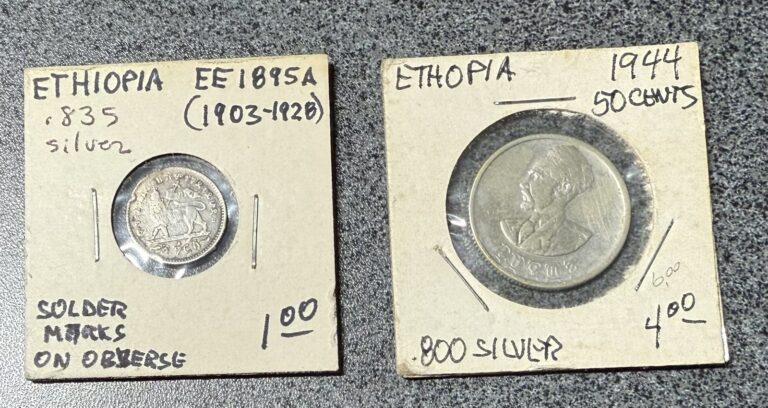 ETHIOPIA EE1895A
.835 (1903-1928)
silver
SOLDER
MARKS
ON OBVERSE
1.00
ETHOPIA 1944
50 CENTS
6.00
4.00
.800 SILVER